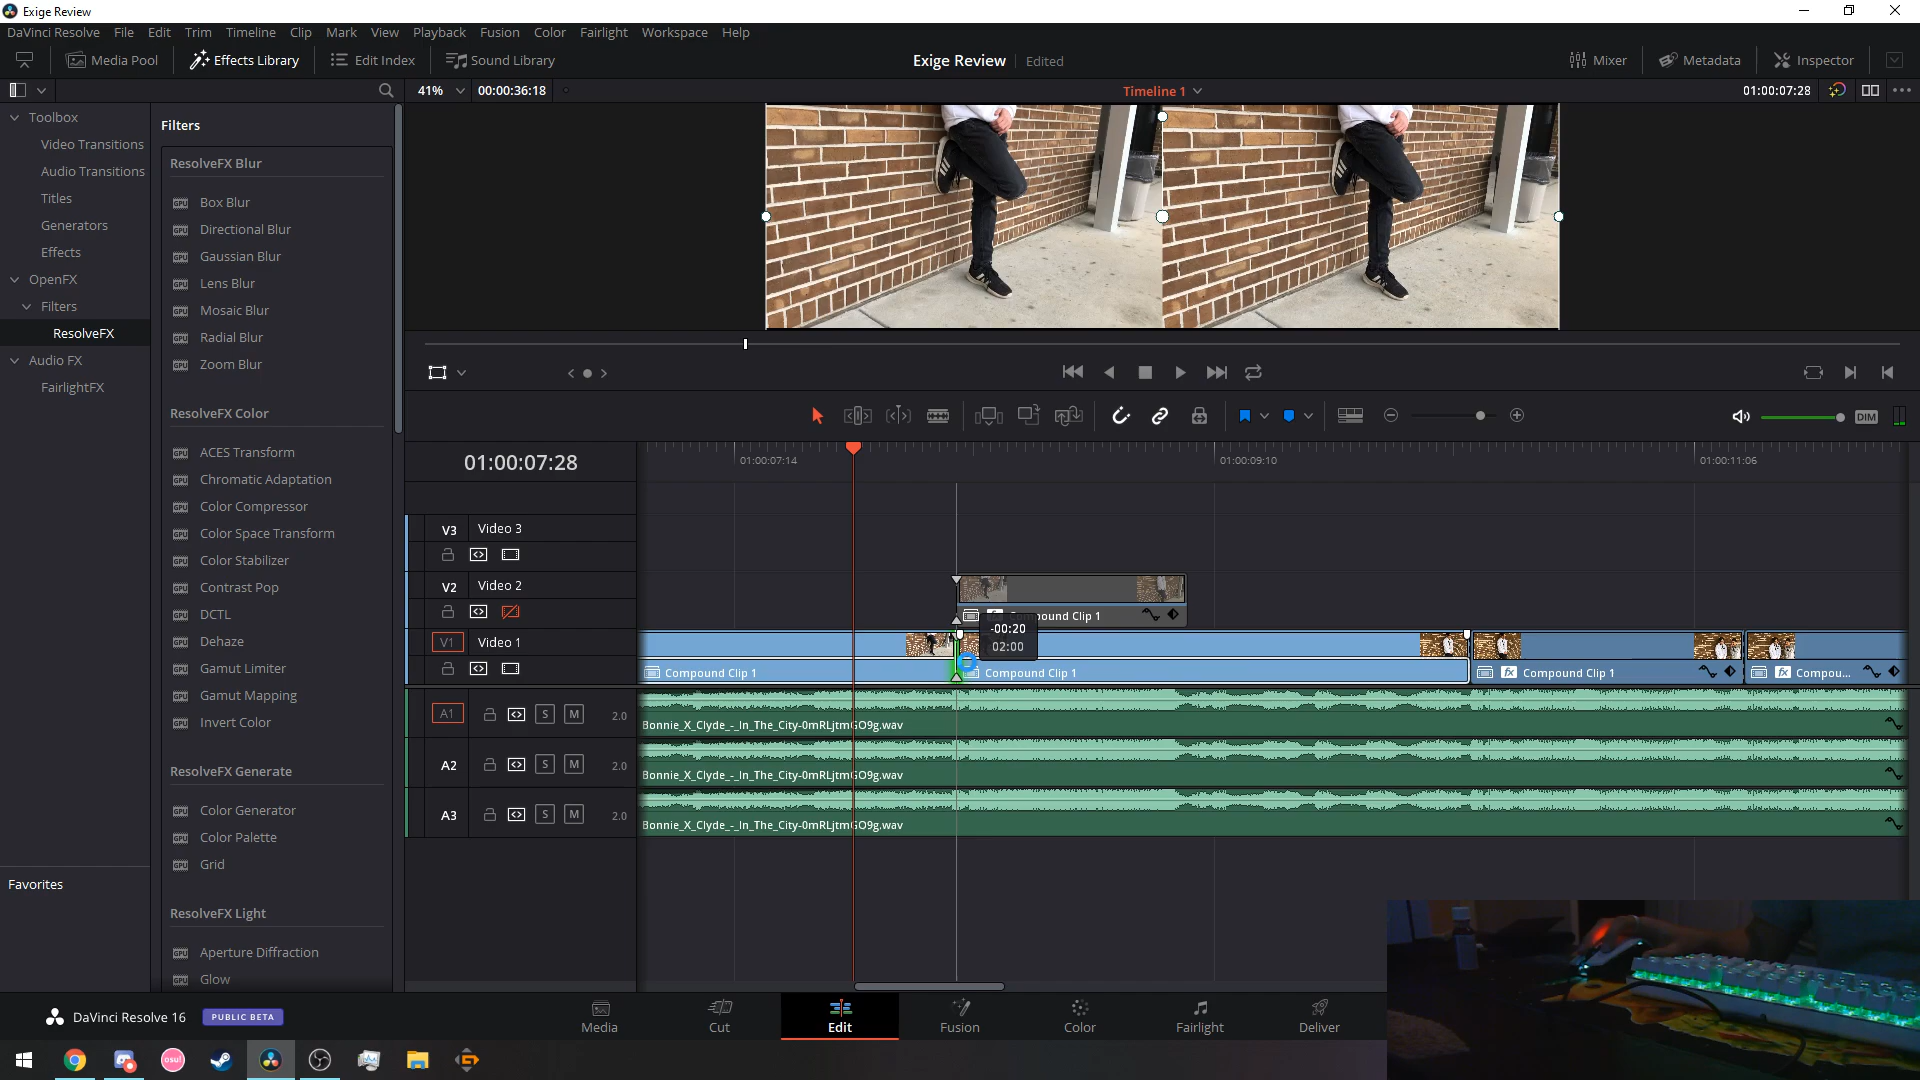 Exige Review
DaVinci Resolve File Edit Trim Timeline Clip Mark View Playback Fusion Color Fairlight Workspace Help
Media Pool Effects Library Edit Index Sound Library Exige Review Edited Mixer Metadata Inspector
41% 00:00:36:18 Timeline 1 01:00:07:28
Toolbox
Video Transitions
Audio Transitions
Titles
Generators
Effects
OpenFX
Filters
ResolveFX
Audio FX
FairlightFX
Favorites
Filters
ResolveFX Blur
Box Blur
Directional Blur
Gaussian Blur
Lens Blur
Mosaic Blur
Radial Blur
Zoom Blur
ResolveFX Color
ACES Transform
Chromatic Adaptation
Color Compressor
Color Space Transform
Color Stabilizer
Contrast Pop
DCTL
Dehaze
Gamut Limiter
Gamut Mapping
Invert Color
ResolveFX Generate
Color Generator
Color Palette
Grid
ResolveFX Light
Aperture Diffraction
Glow
DIM
01:00:07:28 01:00:07:14 01:00:09:10 01:00:11:06
V3 Video 3
V2 Video 2
fx Compound Clip 1
-00:20
02:00
V1 Video 1
Compound Clip 1 Compound Clip 1 fx Compound Clip 1 fx Compou...
A1 S M 2.0
Bonnie_X_Clyde_-_In_The_City-0mRLjtmGO9g.wav
A2 S M 2.0
Bonnie_X_Clyde_-_In_The_City-0mRLjtmGO9g.wav
A3 S M 2.0
Bonnie_X_Clyde_-_In_The_City-0mRLjtmGO9g.wav
DaVinci Resolve 16 PUBLIC BETA
Media Cut Edit Fusion Color Fairlight Deliver
osu!